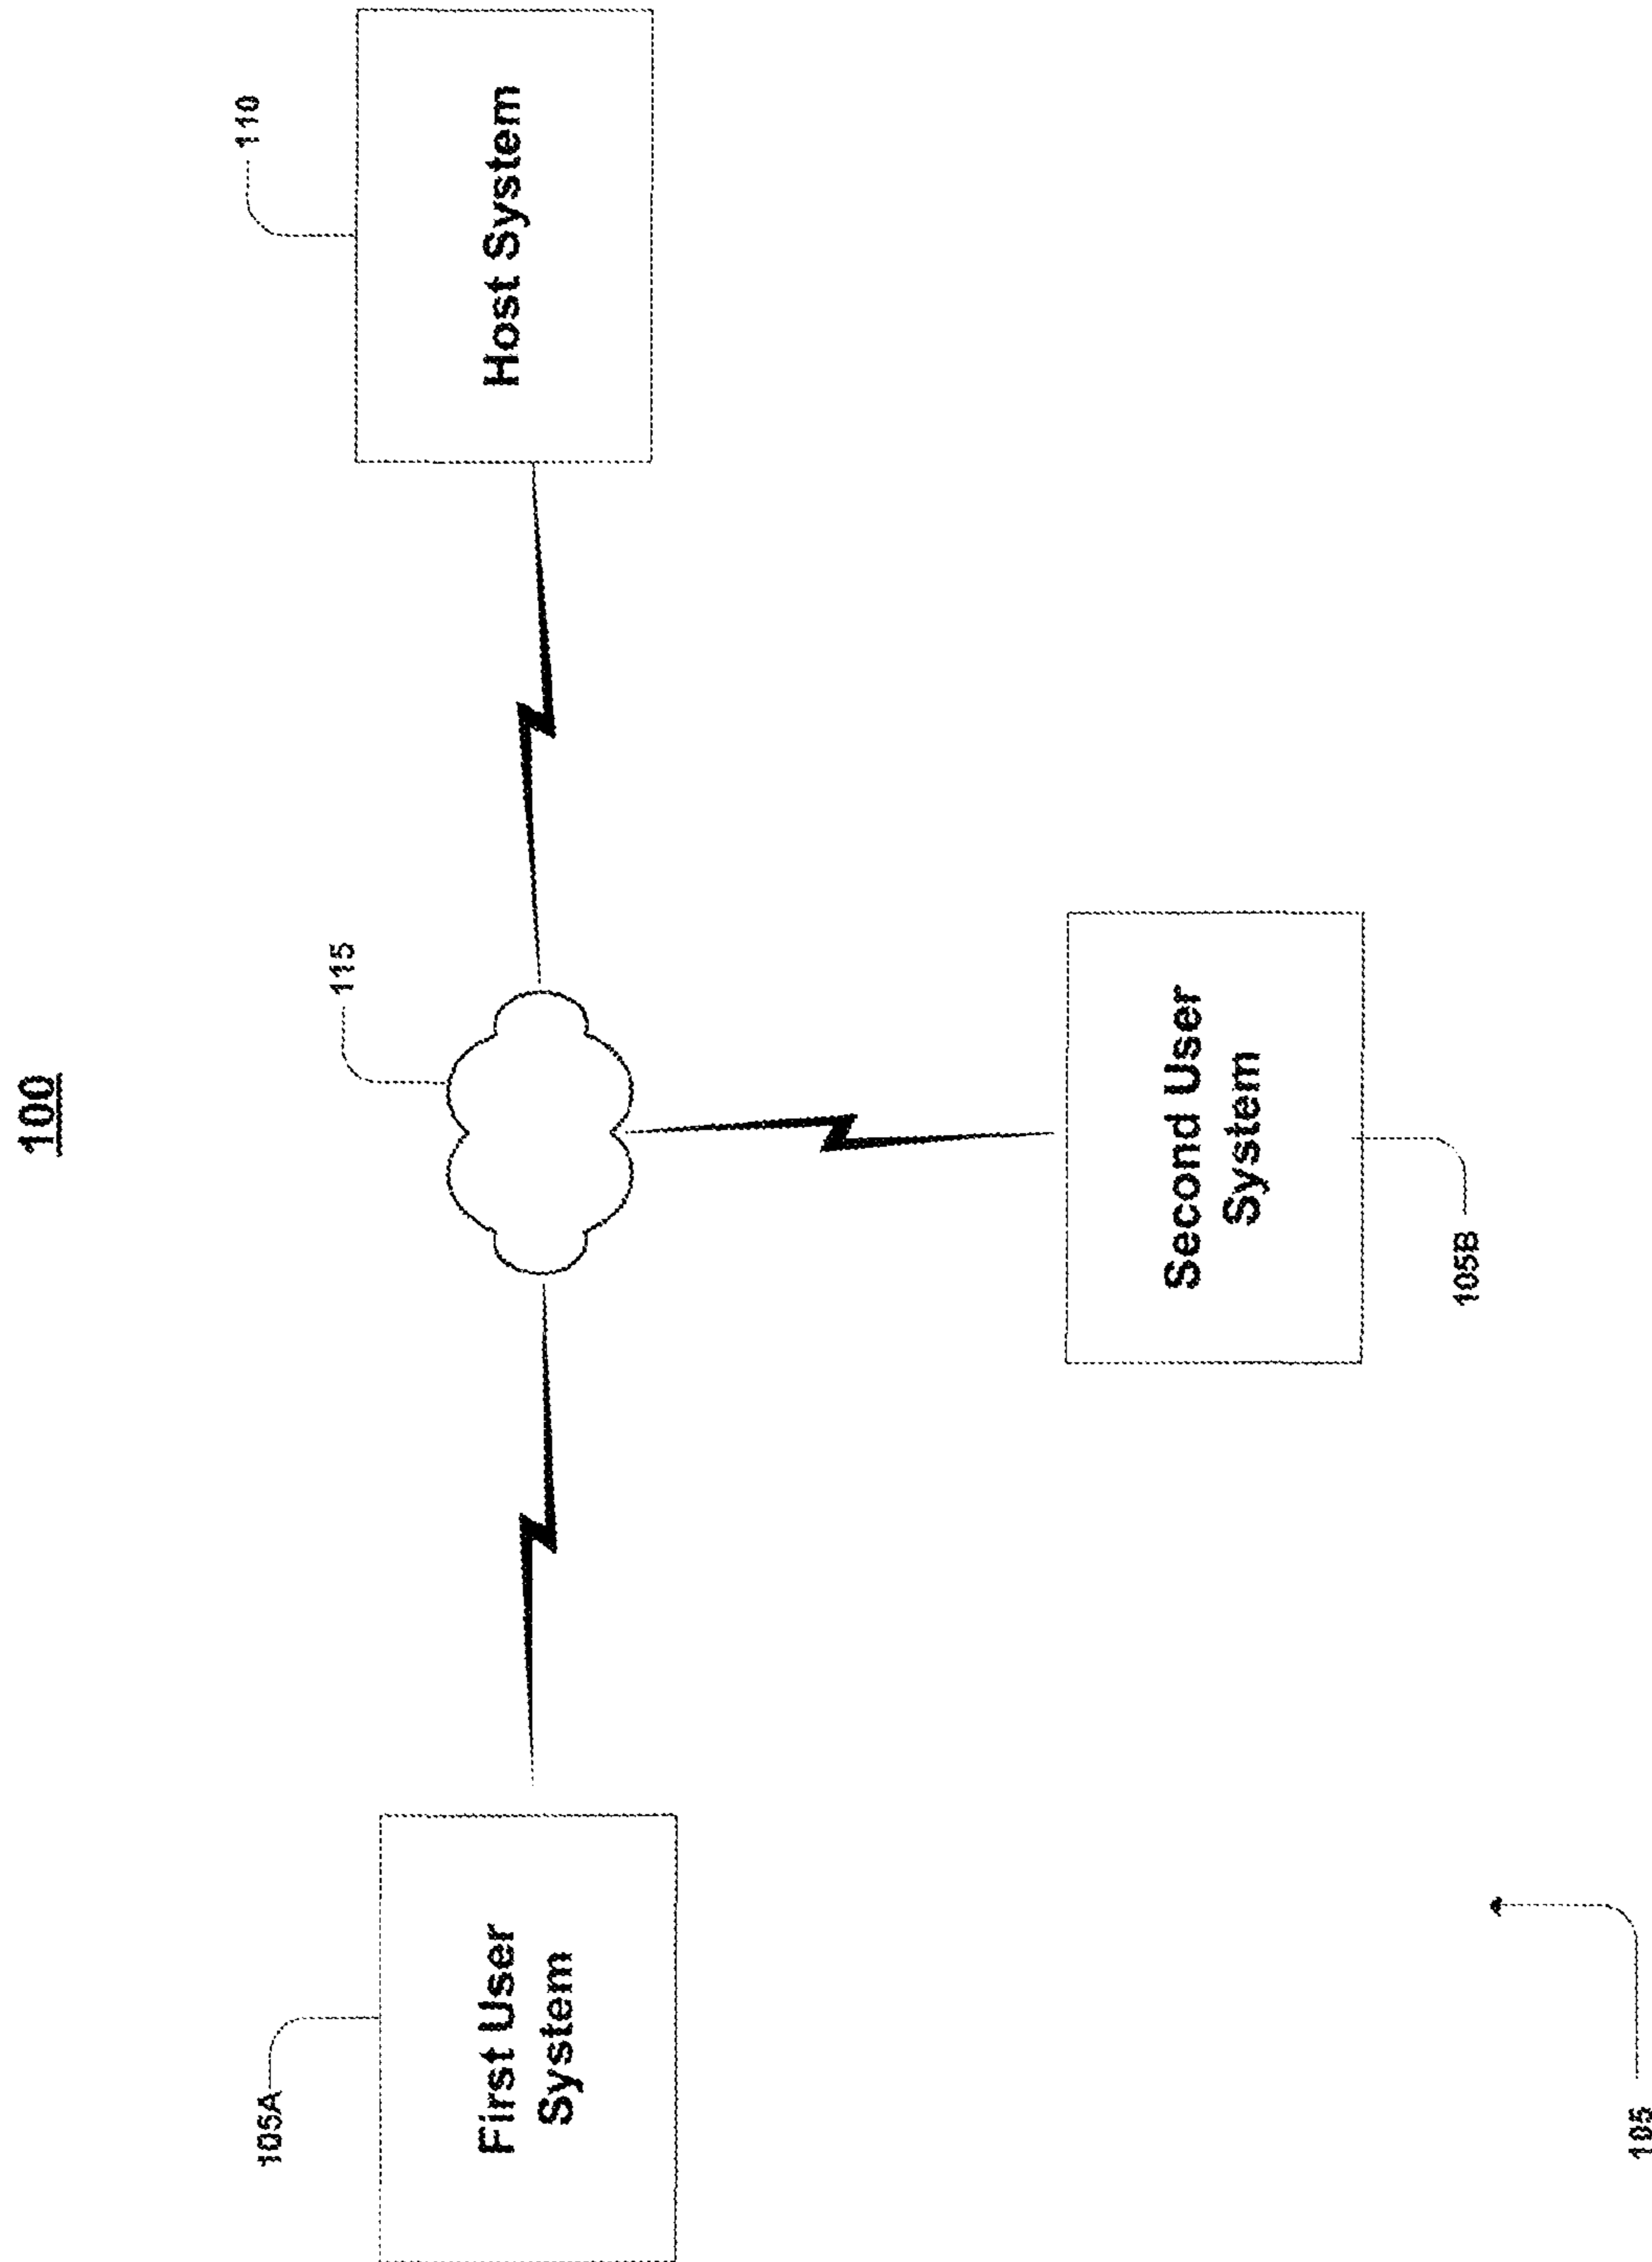 100
110
Host System
115
105A
First User
System
Second User
System
105B
105